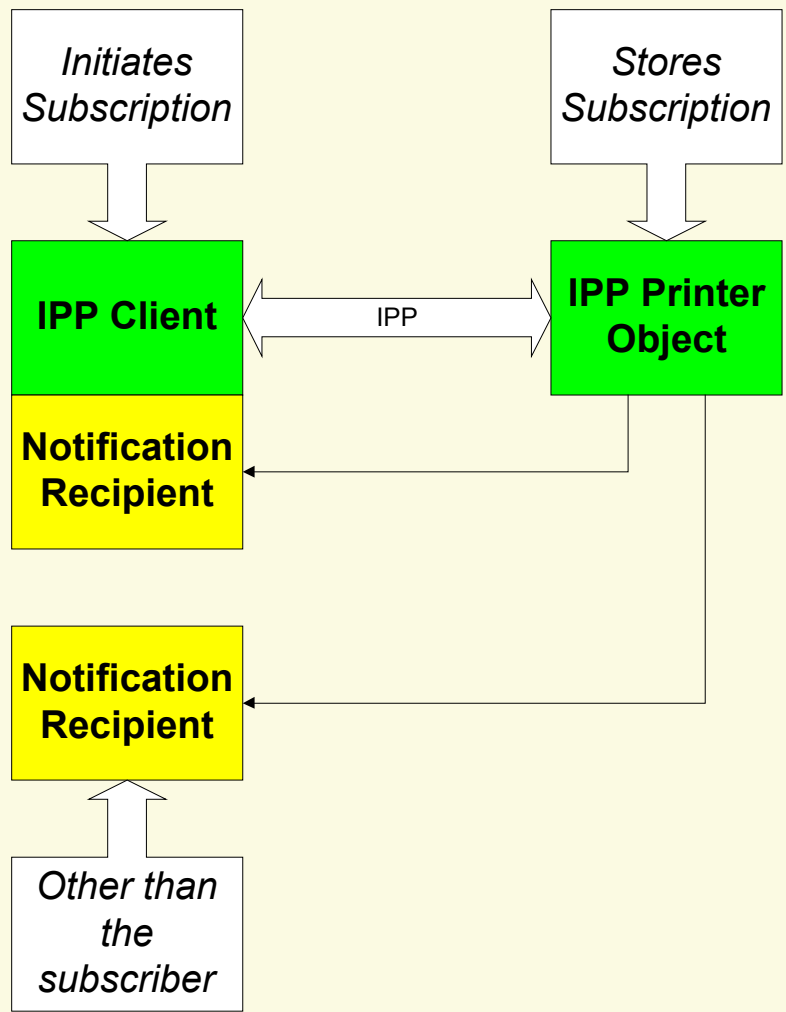 Initiates
Subscription
Stores
Subscription
IPP Client
IPP
IPP Printer
Object
Notification
Recipient
Notification
Recipient
Other than
the
subscriber